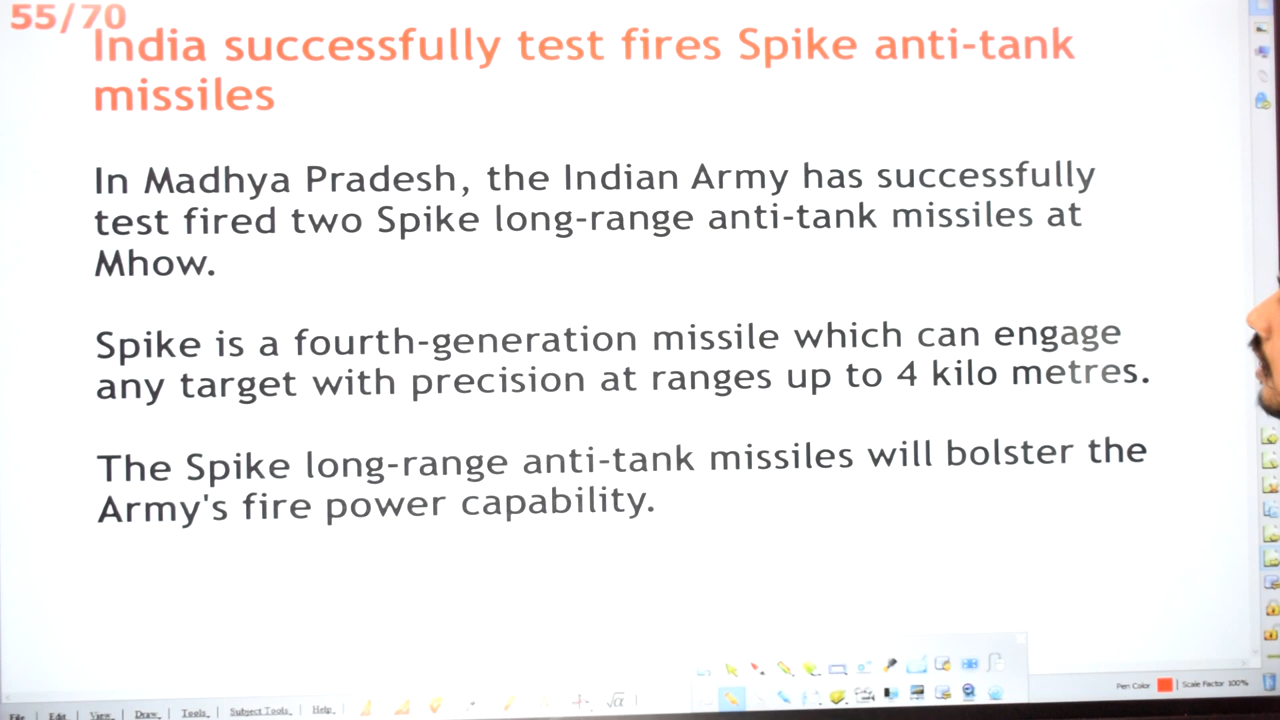 55/70
India successfully test fires Spike anti-tank
missiles
In Madhya Pradesh, the Indian Army has successfully
test fired two Spike long-range anti-tank missiles at
Mhow.
Spike is a fourth-generation missile which can engage
any target with precision at ranges up to 4 kilo metres.
The Spike long-range anti-tank missiles will bolster the
Army's fire power capability.
Pen Color Scale Factor 100%
File Edit View Draw Tools Subject Tools Help √α